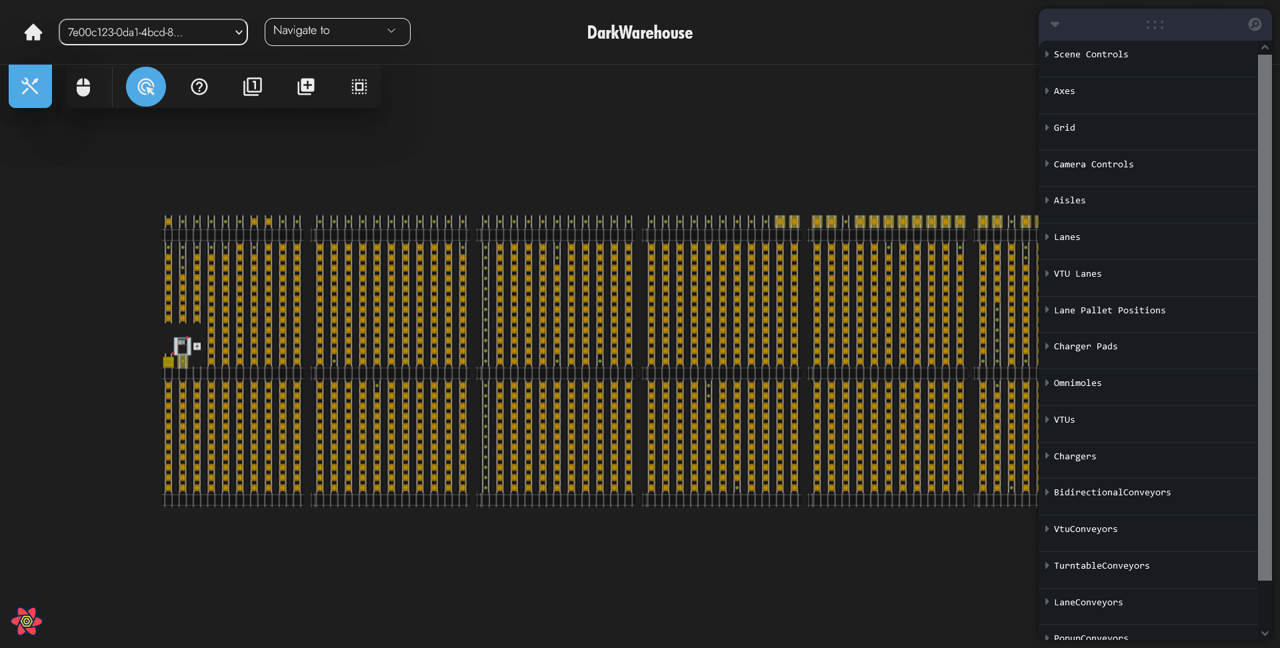 7e00c123-0da1-4bcd-8...
Navigate to
DarkWarehouse
1
Scene Controls
Axes
Grid
Camera Controls
Aisles
Lanes
VTU Lanes
Lane Pallet Positions
Charger Pads
Omnimoles
VTUs
Chargers
BidirectionalConveyors
VtuConveyors
TurntableConveyors
LaneConveyors
PopupConveyors